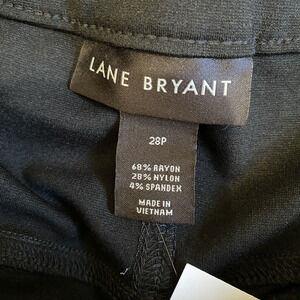 LANE BRYANT
28P
68% RAYON
28% NYLON
4% SPANDEX
MADE IN
VIETNAM